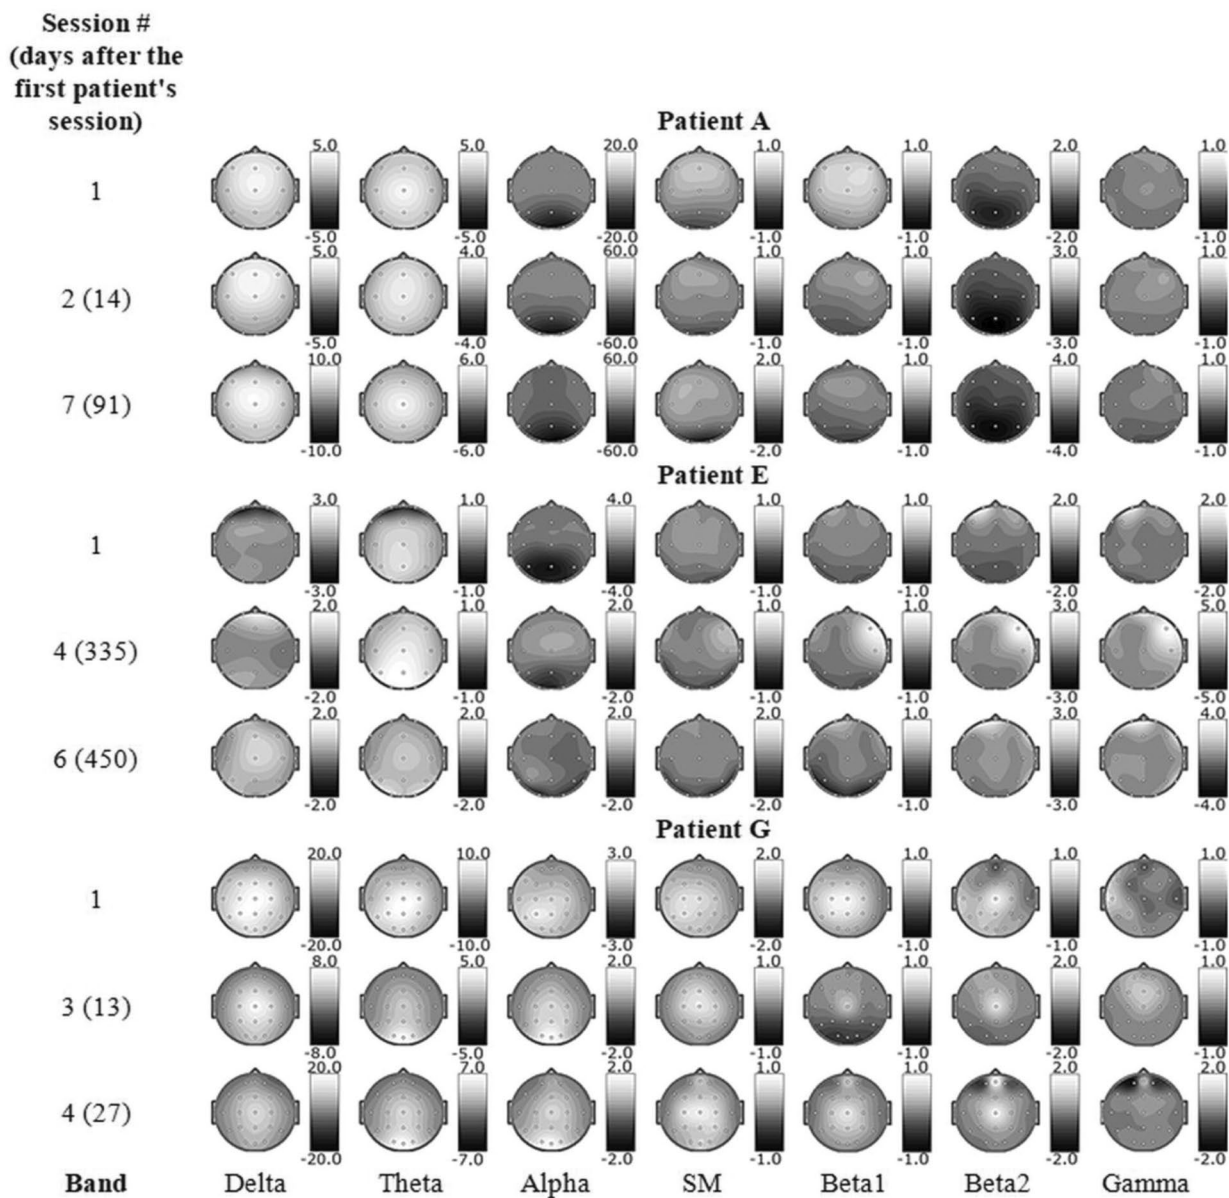 Session #
(days after the
first patient's
session)
Patient A
5.0 5.0 20.0 1.0 1.0 2.0 1.0
1
-5.0 -5.0 -20.0 -1.0 -1.0 -2.0 -1.0
5.0 4.0 60.0 1.0 1.0 3.0 1.0
2 (14)
-5.0 -4.0 -60.0 -1.0 -1.0 -3.0 -1.0
10.0 6.0 60.0 2.0 1.0 4.0 1.0
7 (91)
-10.0 -6.0 -60.0 -2.0 -1.0 -4.0 -1.0
Patient E
3.0 1.0 4.0 1.0 1.0 2.0 2.0
1
-3.0 -1.0 -4.0 -1.0 -1.0 -2.0 -2.0
2.0 1.0 2.0 1.0 1.0 3.0 5.0
4 (335)
-2.0 -1.0 -2.0 -1.0 -1.0 -3.0 -5.0
2.0 2.0 2.0 2.0 1.0 3.0 4.0
6 (450)
-2.0 -2.0 -2.0 -2.0 -1.0 -3.0 -4.0
Patient G
20.0 10.0 3.0 2.0 1.0 1.0 1.0
1
-20.0 -10.0 -3.0 -2.0 -1.0 -1.0 -1.0
8.0 5.0 2.0 1.0 1.0 2.0 1.0
3 (13)
-8.0 -5.0 -2.0 -1.0 -1.0 -2.0 -1.0
20.0 7.0 2.0 1.0 1.0 2.0 2.0
4 (27)
-20.0 -7.0 -2.0 -1.0 -1.0 -2.0 -2.0
Band Delta Theta Alpha SM Beta1 Beta2 Gamma